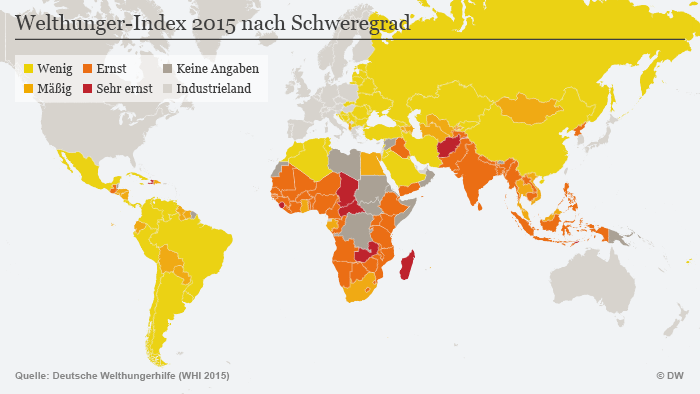 Welthunger-Index 2015 nach Schweregrad
Wenig Ernst Keine Angaben
Mäßig Sehr ernst Industrieland
Quelle: Deutsche Welthungerhilfe (WHI 2015) © DW